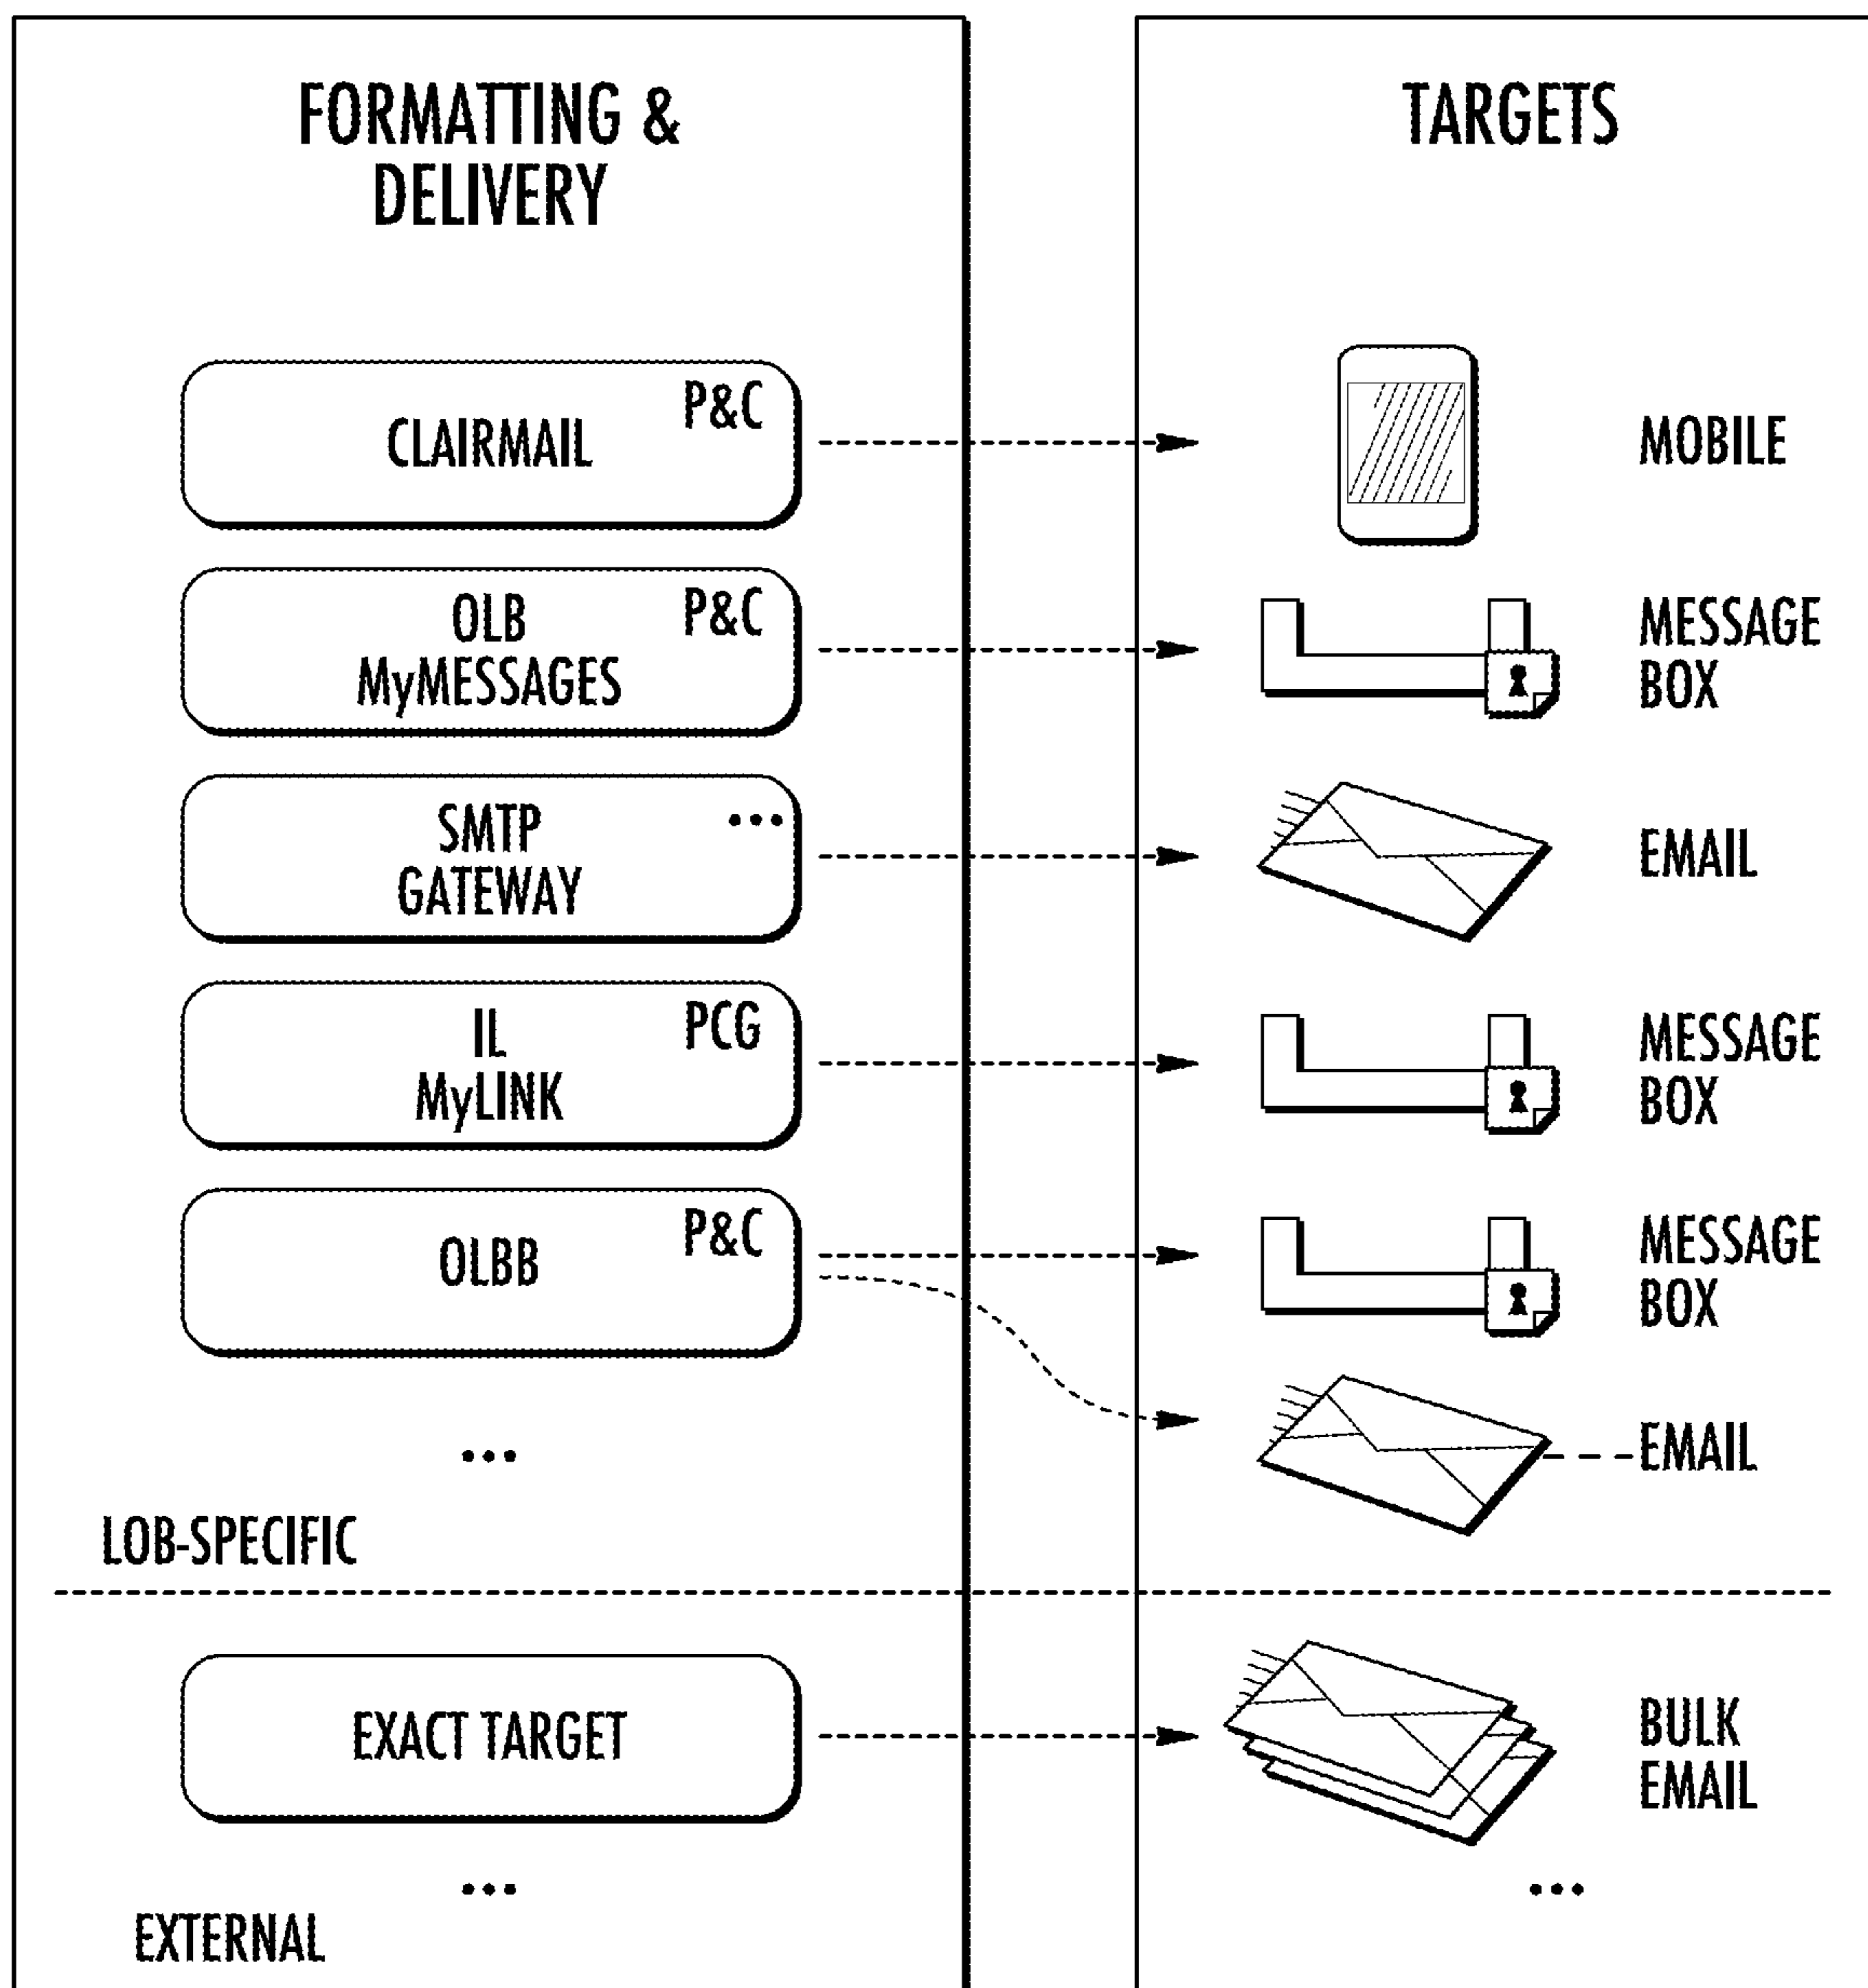 FORMATTING &
DELIVERY
TARGETS
P&C
CLAIRMAIL
MOBILE
P&C
OLB
MyMESSAGES
MESSAGE
BOX
...
SMTP
GATEWAY
EMAIL
PCG
IL
MyLINK
MESSAGE
BOX
P&C
OLBB
MESSAGE
BOX
EMAIL
...
LOB-SPECIFIC
EXACT TARGET
BULK
EMAIL
...
...
EXTERNAL